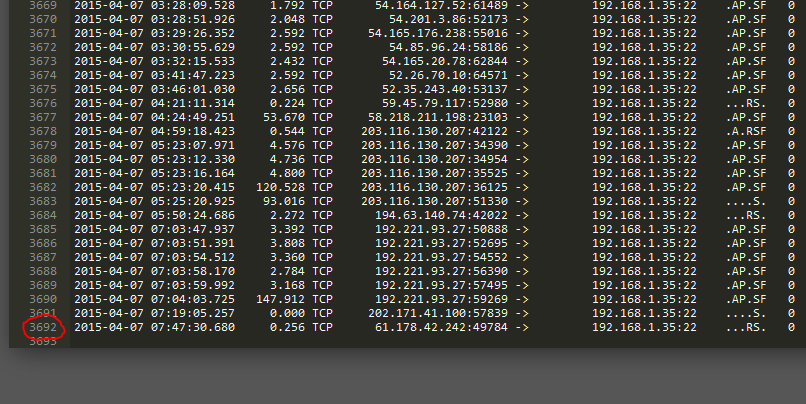 3669 2015-04-07 03:28:09.528 1.792 TCP 54.164.127.52:61489 -> 192.168.1.35:22 .AP.SF 0
3670 2015-04-07 03:28:51.926 2.048 TCP 54.201.3.86:52173 -> 192.168.1.35:22 .AP.SF 0
3671 2015-04-07 03:29:26.352 2.592 TCP 54.165.176.238:55016 -> 192.168.1.35:22 .AP.SF 0
3672 2015-04-07 03:30:55.629 2.592 TCP 54.85.96.24:58186 -> 192.168.1.35:22 .AP.SF 0
3673 2015-04-07 03:32:15.533 2.432 TCP 54.165.20.78:62844 -> 192.168.1.35:22 .AP.SF 0
3674 2015-04-07 03:41:47.223 2.592 TCP 52.26.70.10:64571 -> 192.168.1.35:22 .AP.SF 0
3675 2015-04-07 03:46:01.030 2.656 TCP 52.35.243.40:53137 -> 192.168.1.35:22 .AP.SF 0
3676 2015-04-07 04:21:11.314 0.224 TCP 59.45.79.117:52980 -> 192.168.1.35:22 ...RS. 0
3677 2015-04-07 04:24:49.251 53.670 TCP 58.218.211.198:23103 -> 192.168.1.35:22 .AP.SF 0
3678 2015-04-07 04:59:18.423 0.544 TCP 203.116.130.207:42122 -> 192.168.1.35:22 .A.RSF 0
3679 2015-04-07 05:23:07.971 4.576 TCP 203.116.130.207:34390 -> 192.168.1.35:22 .AP.SF 0
3680 2015-04-07 05:23:12.330 4.736 TCP 203.116.130.207:34954 -> 192.168.1.35:22 .AP.SF 0
3681 2015-04-07 05:23:16.164 4.800 TCP 203.116.130.207:35525 -> 192.168.1.35:22 .AP.SF 0
3682 2015-04-07 05:23:20.415 120.528 TCP 203.116.130.207:36125 -> 192.168.1.35:22 .AP.SF 0
3683 2015-04-07 05:25:20.925 93.016 TCP 203.116.130.207:51330 -> 192.168.1.35:22 ....S. 0
3684 2015-04-07 05:50:24.686 2.272 TCP 194.63.140.74:42022 -> 192.168.1.35:22 ...RS. 0
3685 2015-04-07 07:03:47.937 3.392 TCP 192.221.93.27:50888 -> 192.168.1.35:22 .AP.SF 0
3686 2015-04-07 07:03:51.391 3.808 TCP 192.221.93.27:52695 -> 192.168.1.35:22 .AP.SF 0
3687 2015-04-07 07:03:54.512 3.360 TCP 192.221.93.27:54552 -> 192.168.1.35:22 .AP.SF 0
3688 2015-04-07 07:03:58.170 2.784 TCP 192.221.93.27:56390 -> 192.168.1.35:22 .AP.SF 0
3689 2015-04-07 07:03:59.992 3.168 TCP 192.221.93.27:57495 -> 192.168.1.35:22 .AP.SF 0
3690 2015-04-07 07:04:03.725 147.912 TCP 192.221.93.27:59269 -> 192.168.1.35:22 .AP.SF 0
3691 2015-04-07 07:19:05.257 0.000 TCP 202.171.41.100:57839 -> 192.168.1.35:22 ....S. 0
3692 2015-04-07 07:47:30.680 0.256 TCP 61.178.42.242:49784 -> 192.168.1.35:22 ...RS. 0
3693